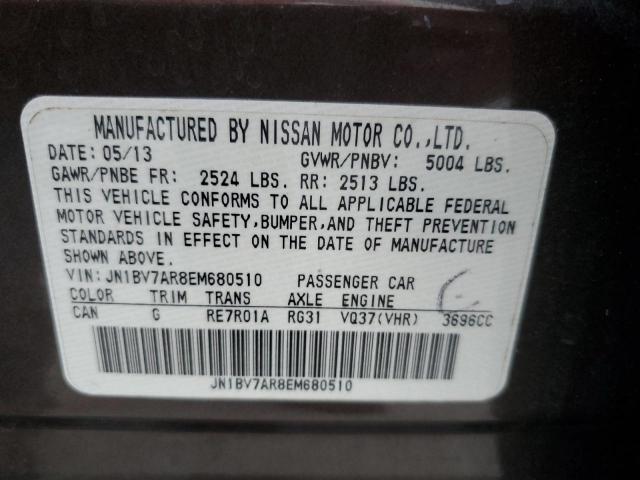 MANUFACTURED BY NISSAN MOTOR CO.,LTD.
DATE: 05/13 GVWR/PNBV: 5004 LBS.
GAWR/PNBE FR: 2524 LBS. RR: 2513 LBS.
THIS VEHICLE CONFORMS TO ALL APPLICABLE FEDERAL
MOTOR VEHICLE SAFETY,BUMPER,AND THEFT PREVENTION
STANDARDS IN EFFECT ON THE DATE OF MANUFACTURE
SHOWN ABOVE.
VIN: JN1BV7AR8EM680510 PASSENGER CAR
COLOR TRIM TRANS AXLE ENGINE
CAN G RE7R01A RG31 VQ37(VHR) 3696CC
JN1BV7AR8EM680510